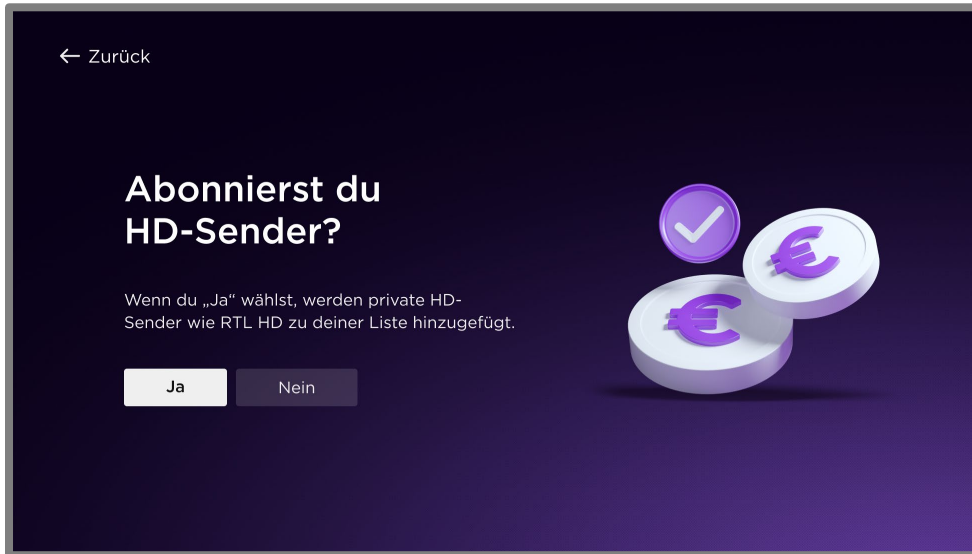 ← Zurück
Abonnierst du
HD-Sender?
Wenn du „Ja“ wählst, werden private HD-
Sender wie RTL HD zu deiner Liste hinzugefügt.
Ja
Nein
€
€